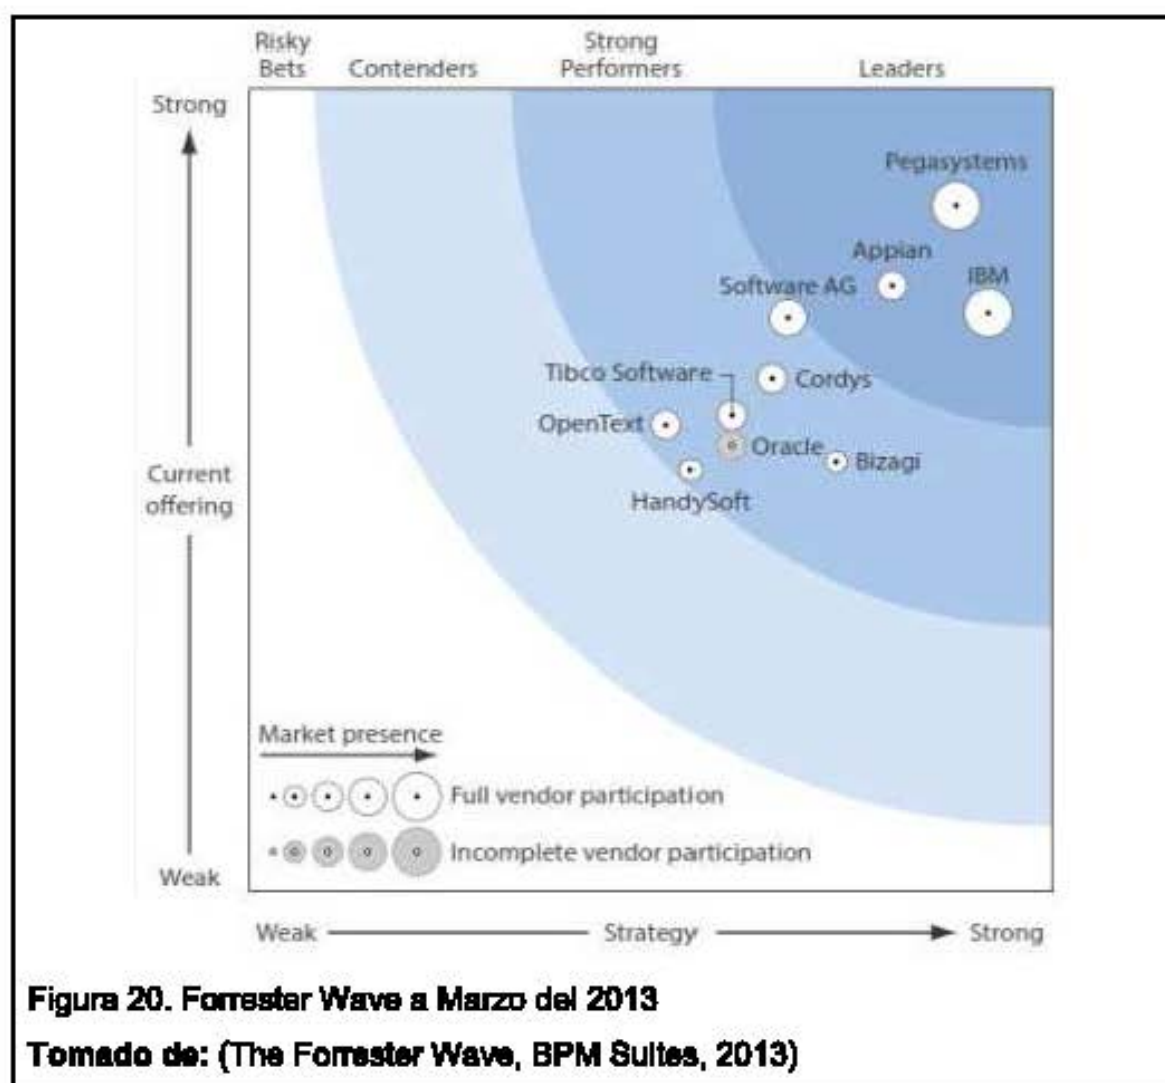 Risky
Bets
Contenders
Strong
Performers
Leaders
Strong
Pegasystems
Appian
IBM
Software AG
Tibco Software
Cordys
OpenText
Oracle
Bizagi
HandySoft
Current
offering
Market presence
Full vendor participation
Incomplete vendor participation
Weak
Weak
Strategy
Strong
Figura 20. Forrester Wave a Marzo del 2013
Tomado de: (The Forrester Wave, BPM Suites, 2013)